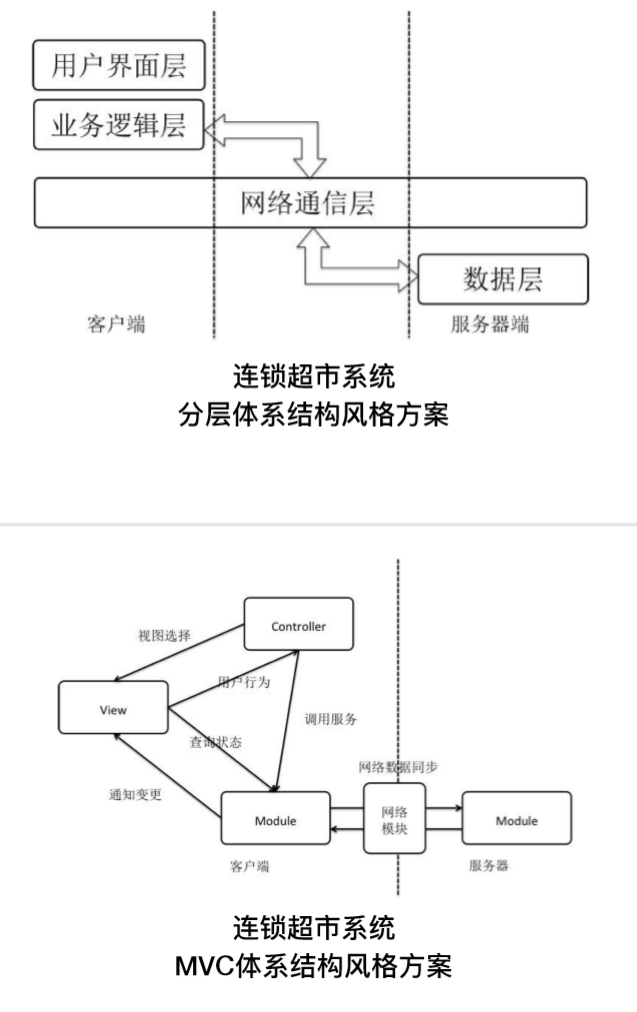 用户界面层
业务逻辑层
网络通信层
数据层
客户端
服务器端
连锁超市系统
分层体系结构风格方案
Controller
视图选择
用户行为
View
调用服务
查询状态
网络数据同步
通知变更
Module
网络
模块
Module
客户端
服务器
连锁超市系统
MVC体系结构风格方案